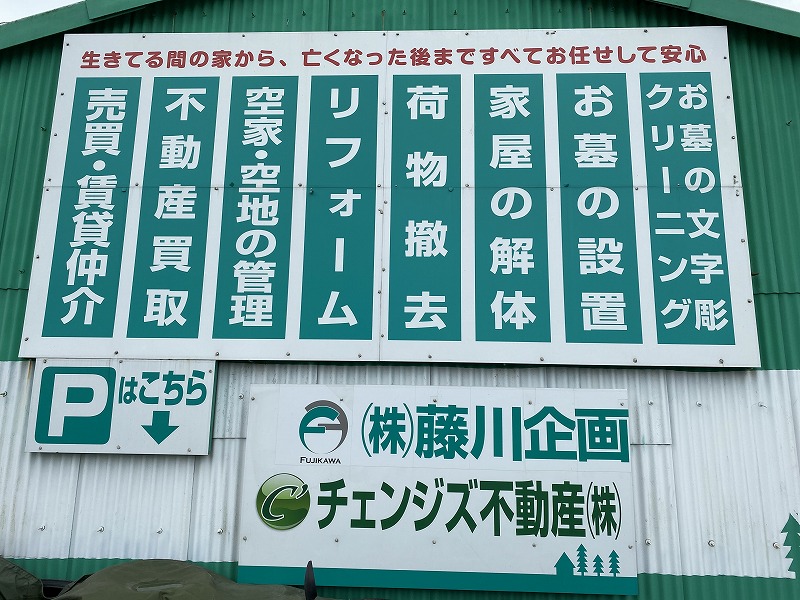 生きてる間の家から、亡くなった後まですべてお任せして安心
お墓の文字彫
クリーニング
お墓の設置
家屋の解体
荷物撤去
リフォーム
空家・空地の管理
不動産買取
売買・賃貸仲介
Pはこちら
FUJIKAWA
(株)藤川企画
C' チェンジズ不動産(株)